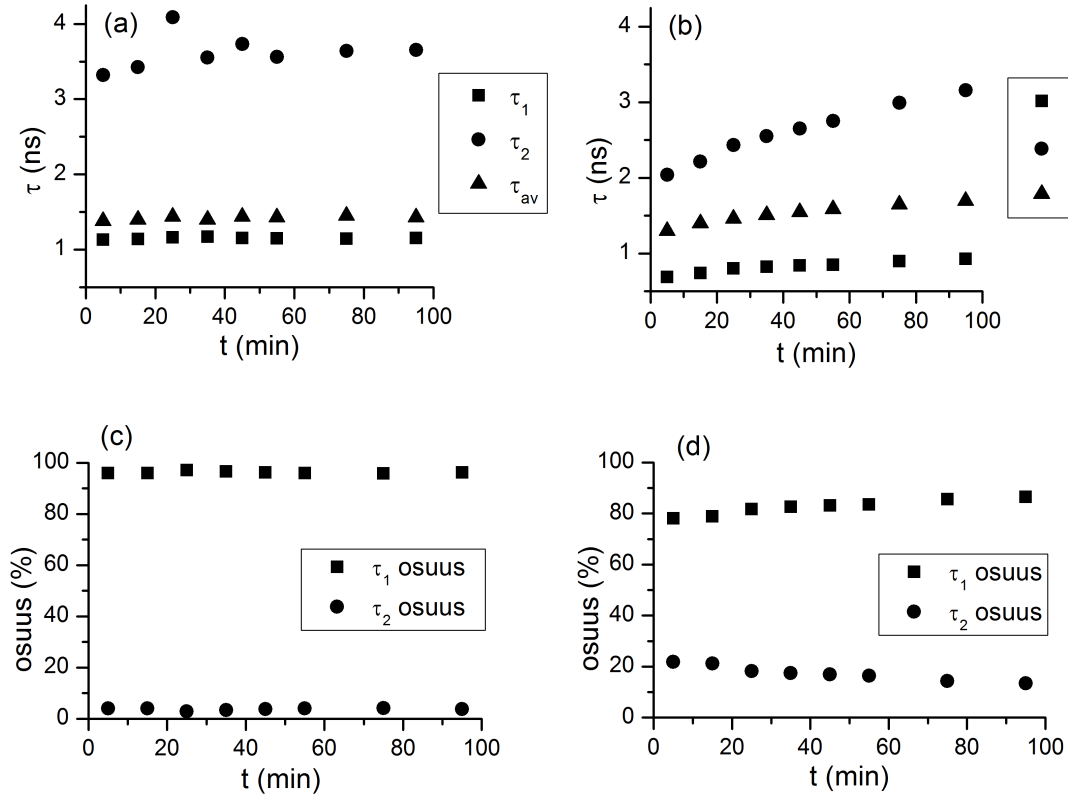 (a)
4
3
2
1
τ (ns)
0 20 40 60 80 100
t (min)
τ1
τ2
τav
(b)
4
3
2
1
τ (ns)
0 20 40 60 80 100
t (min)
(c)
100
80
60
40
20
0
osuus (%)
0 20 40 60 80 100
t (min)
τ1 osuus
τ2 osuus
(d)
100
80
60
40
20
0
osuus (%)
0 20 40 60 80 100
t (min)
τ1 osuus
τ2 osuus